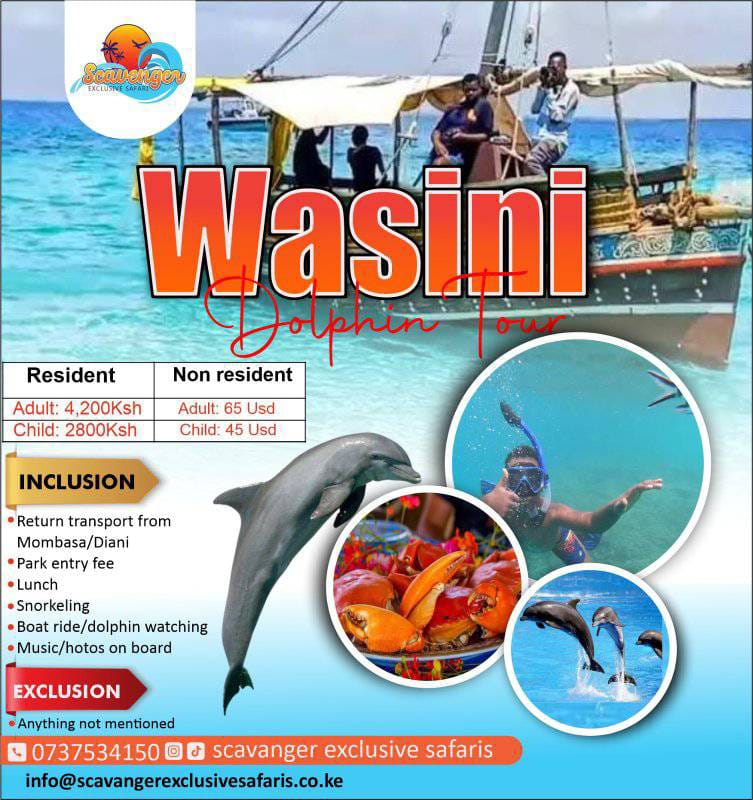 Scavenger
EXCLUSIVE SAFARI
Wasini
Dolphin Tour
Resident Non resident
Adult: 4,200Ksh Adult: 65 Usd
Child: 2800Ksh Child: 45 Usd
INCLUSION
• Return transport from
Mombasa/Diani
• Park entry fee
• Lunch
• Snorkeling
• Boat ride/dolphin watching
• Music/hotos on board
EXCLUSION
• Anything not mentioned
0737534150 scavanger exclusive safaris
info@scavangerexclusivesafaris.co.ke